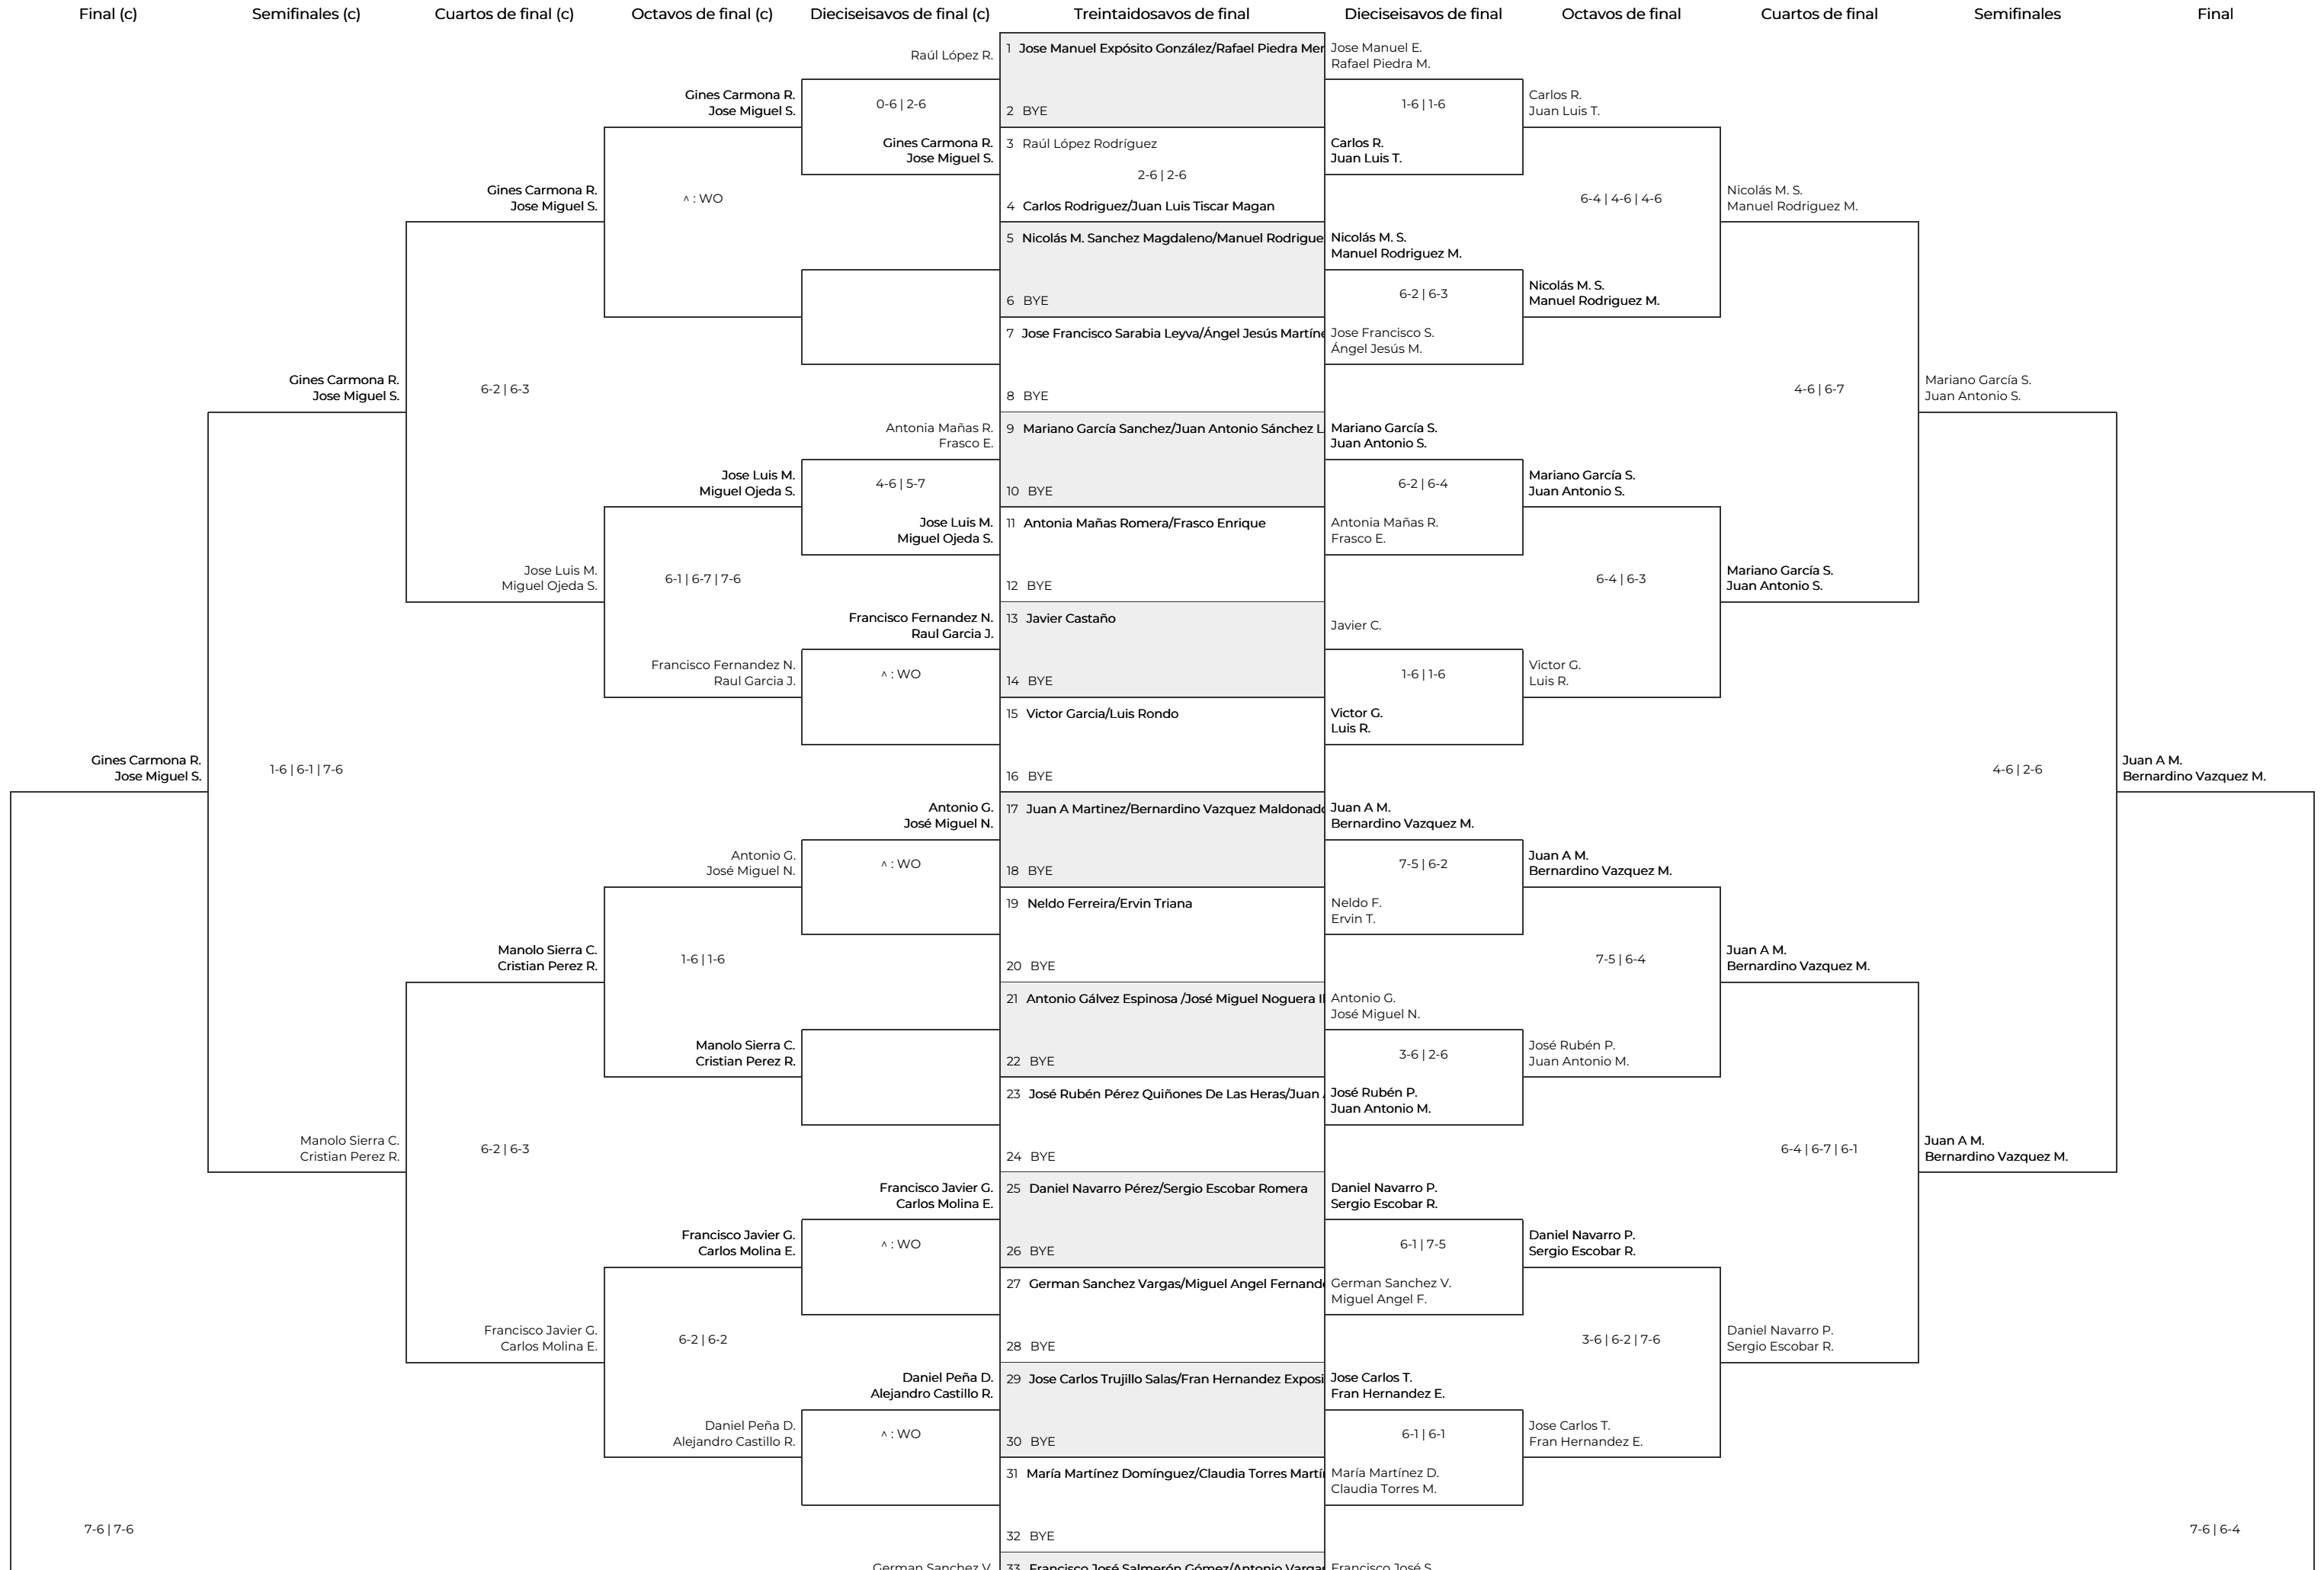 Final (c)
Semifinales (c)
Cuartos de final (c)
Octavos de final (c)
Dieciseisavos de final (c)
Treintaidosavos de final
Dieciseisavos de final
Octavos de final
Cuartos de final
Semifinales
Final
Gines Carmona R.
Jose Miguel S.
7-6 | 7-6
Gines Carmona R.
Jose Miguel S.
1-6 | 6-1 | 7-6
Manolo Sierra C.
Cristian Perez R.
Gines Carmona R.
Jose Miguel S.
6-2 | 6-3
Jose Luis M.
Miguel Ojeda S.
Manolo Sierra C.
Cristian Perez R.
6-2 | 6-3
Francisco Javier G.
Carlos Molina E.
Gines Carmona R.
Jose Miguel S.
^ : WO
Jose Luis M.
Miguel Ojeda S.
6-1 | 6-7 | 7-6
Francisco Fernandez N.
Raul Garcia J.
Antonio G.
José Miguel N.
1-6 | 1-6
Manolo Sierra C.
Cristian Perez R.
Francisco Javier G.
Carlos Molina E.
6-2 | 6-2
Daniel Peña D.
Alejandro Castillo R.
Raúl López R.
0-6 | 2-6
Gines Carmona R.
Jose Miguel S.
Antonia Mañas R.
Frasco E.
4-6 | 5-7
Jose Luis M.
Miguel Ojeda S.
Francisco Fernandez N.
Raul Garcia J.
^ : WO
Antonio G.
José Miguel N.
^ : WO
Francisco Javier G.
Carlos Molina E.
^ : WO
Daniel Peña D.
Alejandro Castillo R.
^ : WO
German Sanchez V.
1 Jose Manuel Expósito González/Rafael Piedra Mer
2 BYE
3 Raúl López Rodríguez
2-6 | 2-6
4 Carlos Rodriguez/Juan Luis Tiscar Magan
5 Nicolás M. Sanchez Magdaleno/Manuel Rodrigue
6 BYE
7 Jose Francisco Sarabia Leyva/Ángel Jesús Martíne
8 BYE
9 Mariano García Sanchez/Juan Antonio Sánchez L
10 BYE
11 Antonia Mañas Romera/Frasco Enrique
12 BYE
13 Javier Castaño
14 BYE
15 Victor Garcia/Luis Rondo
16 BYE
17 Juan A Martinez/Bernardino Vazquez Maldonado
18 BYE
19 Neldo Ferreira/Ervin Triana
20 BYE
21 Antonio Gálvez Espinosa /José Miguel Noguera
22 BYE
23 José Rubén Pérez Quiñones De Las Heras/Juan
24 BYE
25 Daniel Navarro Pérez/Sergio Escobar Romera
26 BYE
27 German Sanchez Vargas/Miguel Angel Fernand
28 BYE
29 Jose Carlos Trujillo Salas/Fran Hernandez Exposi
30 BYE
31 María Martínez Domínguez/Claudia Torres Martí
32 BYE
33 Francisco José Salmerón Gómez/Antonio Vargas
Jose Manuel E.
Rafael Piedra M.
1-6 | 1-6
Carlos R.
Juan Luis T.
Nicolás M. S.
Manuel Rodriguez M.
6-2 | 6-3
Jose Francisco S.
Ángel Jesús M.
Mariano García S.
Juan Antonio S.
6-2 | 6-4
Antonia Mañas R.
Frasco E.
Javier C.
1-6 | 1-6
Victor G.
Luis R.
Juan A M.
Bernardino Vazquez M.
7-5 | 6-2
Neldo F.
Ervin T.
Antonio G.
José Miguel N.
3-6 | 2-6
José Rubén P.
Juan Antonio M.
Daniel Navarro P.
Sergio Escobar R.
6-1 | 7-5
German Sanchez V.
Miguel Angel F.
Jose Carlos T.
Fran Hernandez E.
6-1 | 6-1
María Martínez D.
Claudia Torres M.
Francisco José S.
Carlos R.
Juan Luis T.
6-4 | 4-6 | 4-6
Nicolás M. S.
Manuel Rodriguez M.
Mariano García S.
Juan Antonio S.
6-4 | 6-3
Victor G.
Luis R.
Juan A M.
Bernardino Vazquez M.
7-5 | 6-4
José Rubén P.
Juan Antonio M.
Daniel Navarro P.
Sergio Escobar R.
3-6 | 6-2 | 7-6
Jose Carlos T.
Fran Hernandez E.
Nicolás M. S.
Manuel Rodriguez M.
4-6 | 6-7
Mariano García S.
Juan Antonio S.
Juan A M.
Bernardino Vazquez M.
6-4 | 6-7 | 6-1
Daniel Navarro P.
Sergio Escobar R.
Mariano García S.
Juan Antonio S.
4-6 | 2-6
Juan A M.
Bernardino Vazquez M.
Juan A M.
Bernardino Vazquez M.
7-6 | 6-4